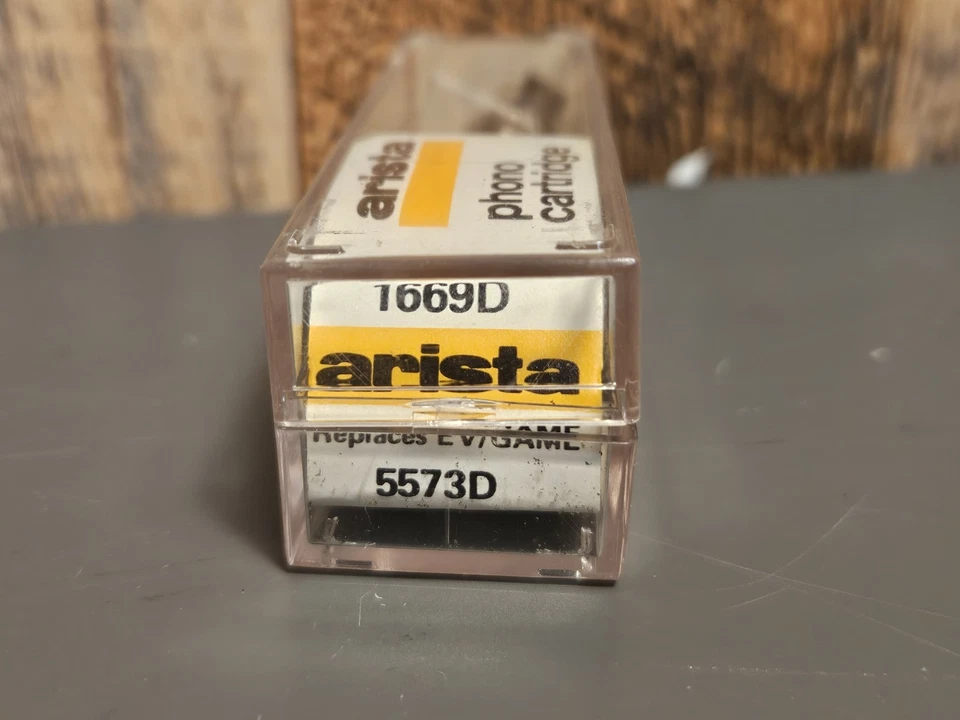 arista
phono
cartridge
1669D
arista
Replaces EV/GAME
5573D